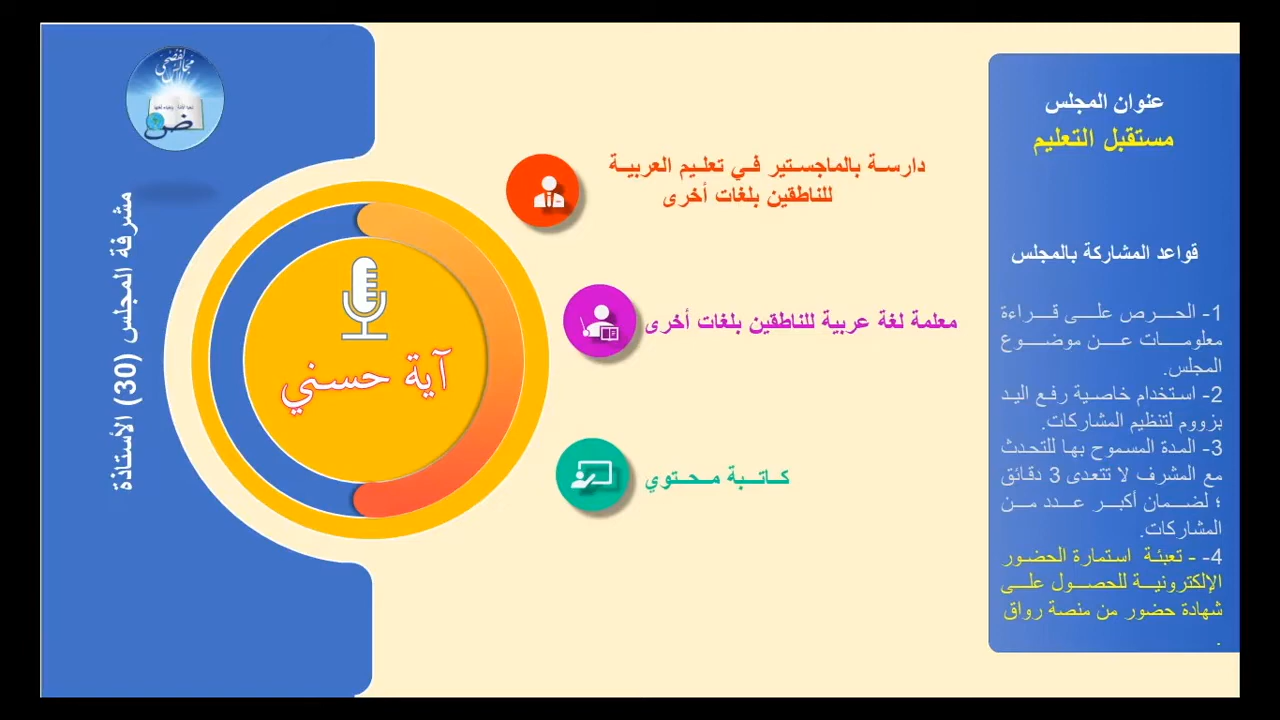 عنوان المجلس
مستقبل التعليم
قواعد المشاركة بالمجلس
1- الحرص على قراءة
معلومات عن موضوع
المجلس.
2- استخدام خاصية رفع اليد
بزووم لتنظيم المشاركات.
3- المدة المسموح بها للتحدث
مع المشرف لا تتعدى 3 دقائق
؛ لضمان أكبر عدد من
المشاركات.
4- - تعبئة استمارة الحضور
الإلكترونية للحصول على
شهادة حضور من منصة رواق
.
دارسة بالماجستير في تعليم العربية
للناطقين بلغات أخرى
معلمة لغة عربية للناطقين بلغات أخرى
كاتبة محتوي
آية حسني
مشرفة المجلس (30) الأستاذة
مجالس الفصحى
ض